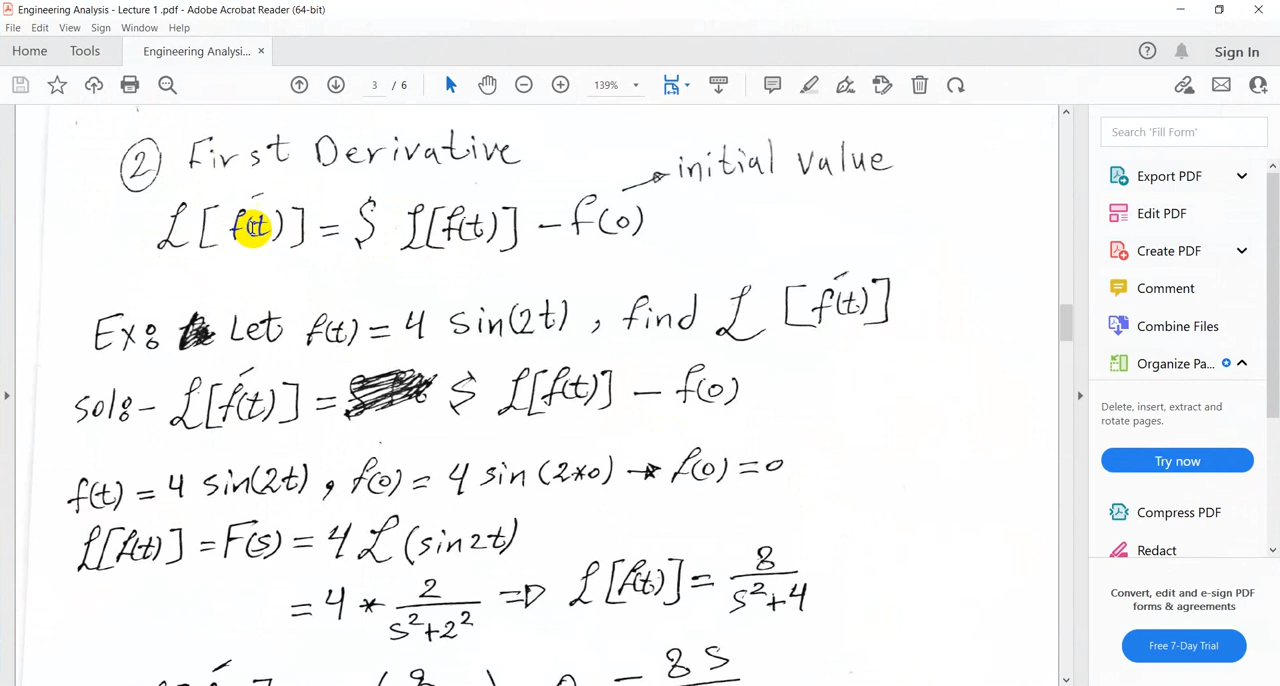 Engineering Analysis - Lecture 1 .pdf - Adobe Acrobat Reader (64-bit)
File Edit View Sign Window Help
Home Tools Engineering Analysi... × Sign In
3 / 6 139%
② First Derivative → initial value
ℒ[f́(t)] = S ℒ[f(t)] − f(0)
Ex: Let f(t) = 4 sin(2t), find ℒ[f́(t)]
sol:- ℒ[f́(t)] = S ℒ[f(t)] − f(0)
f(t) = 4 sin(2t), f(0) = 4 sin(2*0) → f(0) = 0
ℒ[f(t)] = F(s) = 4 ℒ(sin2t)
= 4 * 2/(s²+2²) ⇒ ℒ[f(t)] = 8/(s²+4)
8 0 = 8S
Search 'Fill Form'
Export PDF
Edit PDF
Create PDF
Comment
Combine Files
Organize Pa...
Delete, insert, extract and
rotate pages.
Try now
Compress PDF
Redact
Convert, edit and e-sign PDF
forms & agreements
Free 7-Day Trial